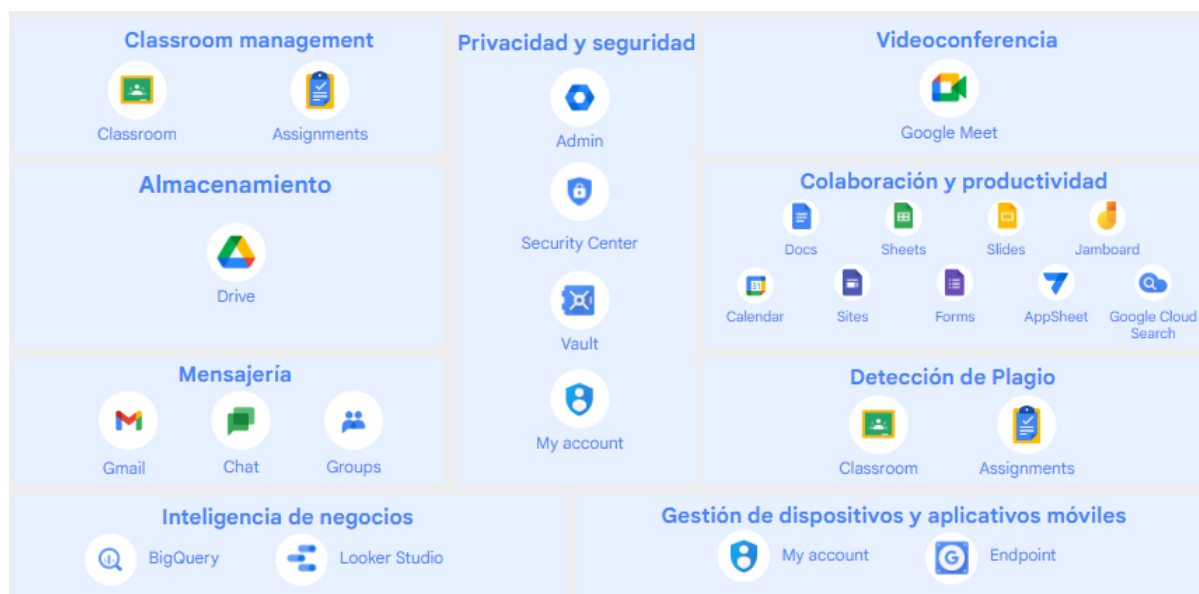 Classroom management
Classroom
Assignments
Privacidad y seguridad
Admin
Security Center
Vault
My account
Videoconferencia
Google Meet
Almacenamiento
Drive
Colaboración y productividad
Docs
Sheets
Slides
Jamboard
31
Calendar
Sites
Forms
AppSheet
Google Cloud
Search
Mensajería
Gmail
Chat
Groups
Detección de Plagio
Classroom
Assignments
Inteligencia de negocios
BigQuery
Looker Studio
Gestión de dispositivos y aplicativos móviles
My account
G
Endpoint